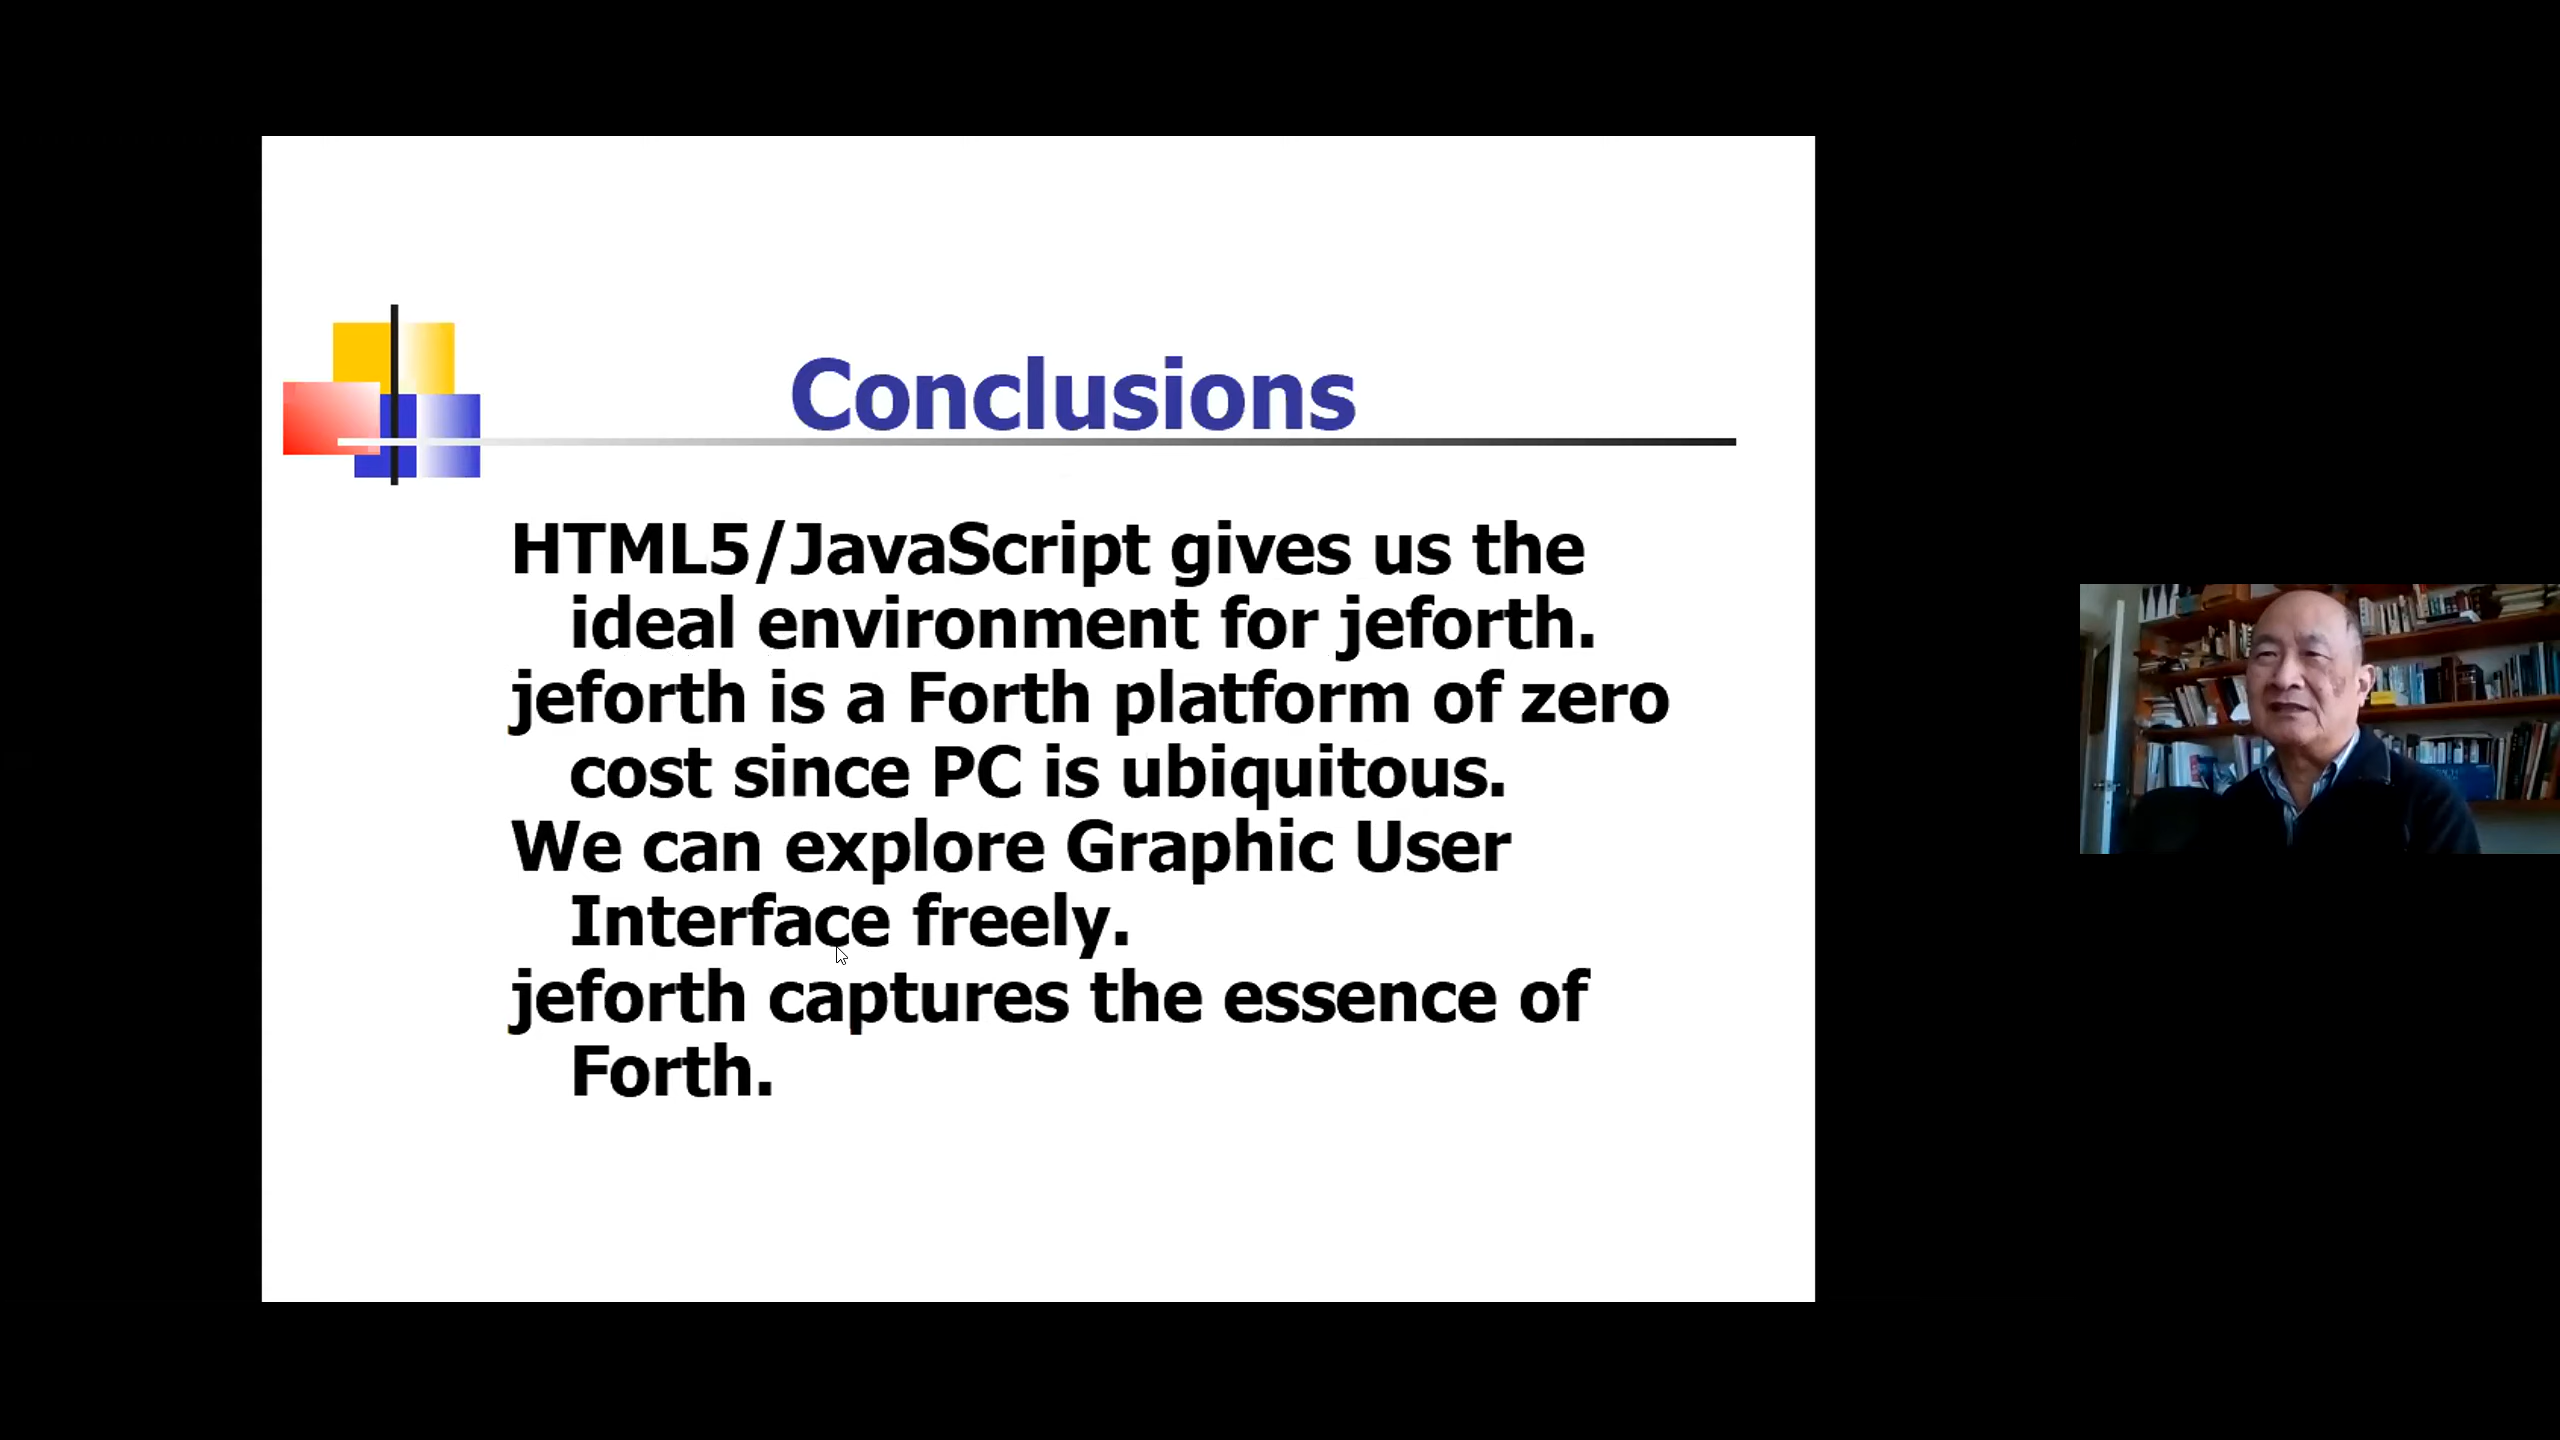 Conclusions
HTML5/JavaScript gives us the
ideal environment for jeforth.
jeforth is a Forth platform of zero
cost since PC is ubiquitous.
We can explore Graphic User
Interface freely.
jeforth captures the essence of
Forth.